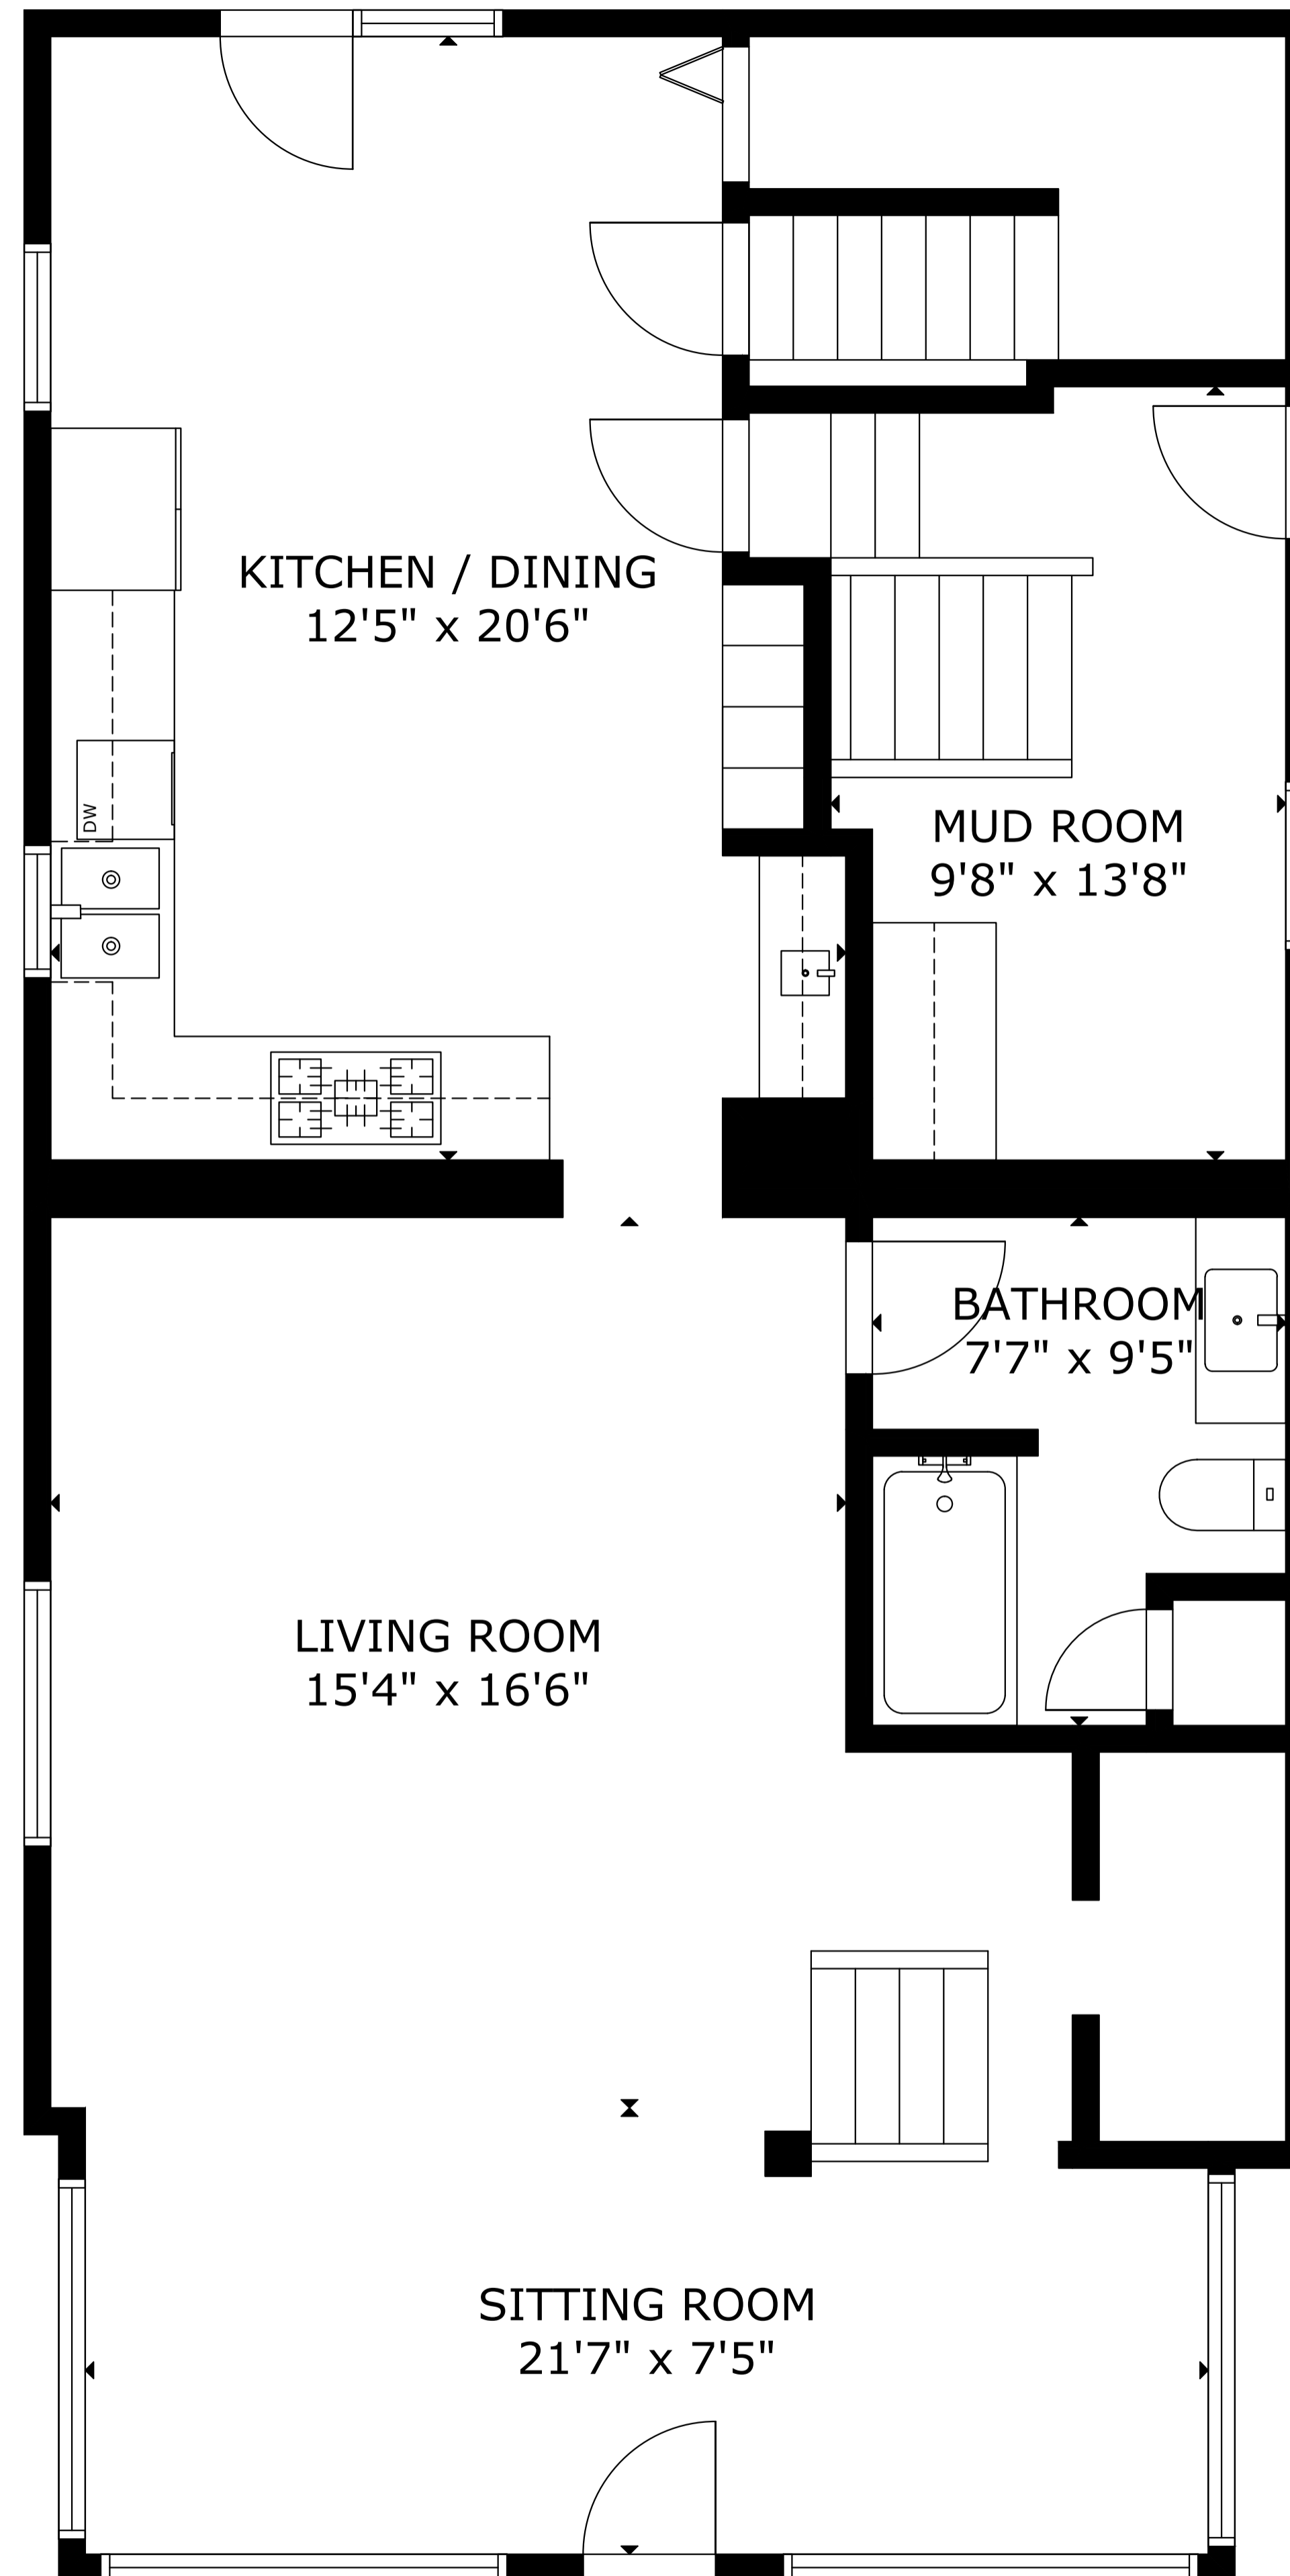 KITCHEN / DINING
12'5" x 20'6"
DW
MUD ROOM
9'8" x 13'8"
BATHROOM
7'7" x 9'5"
LIVING ROOM
15'4" x 16'6"
SITTING ROOM
21'7" x 7'5"